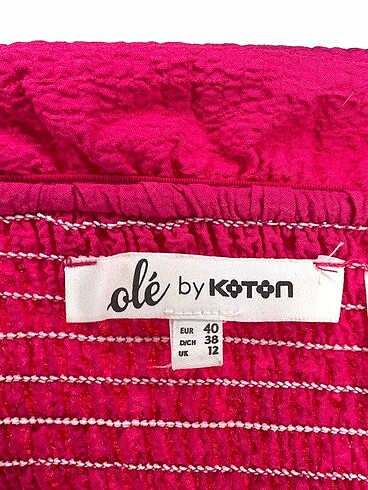 olé by KOTON
EUR 40
D/CH 38
UK 12